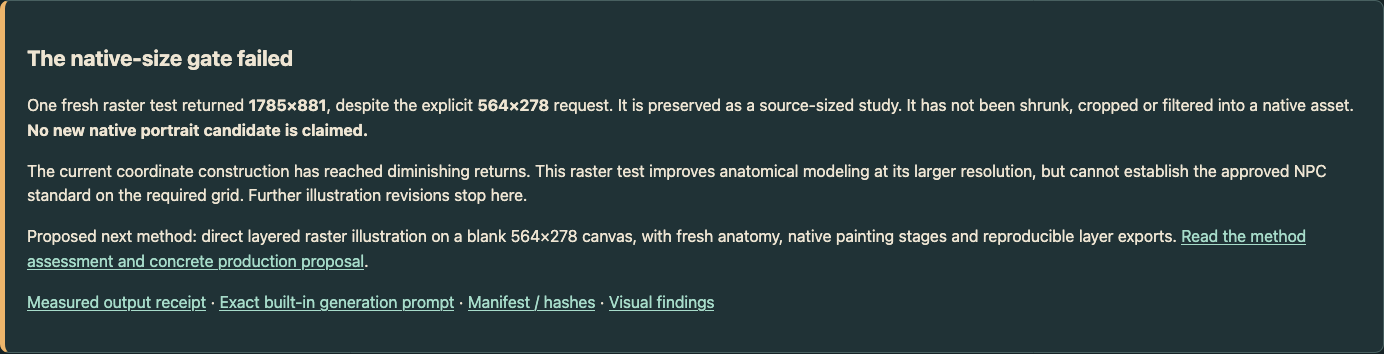 The native-size gate failed
One fresh raster test returned 1785×881, despite the explicit 564×278 request. It is preserved as a source-sized study. It has not been shrunk, cropped or filtered into a native asset.
No new native portrait candidate is claimed.
The current coordinate construction has reached diminishing returns. This raster test improves anatomical modeling at its larger resolution, but cannot establish the approved NPC
standard on the required grid. Further illustration revisions stop here.
Proposed next method: direct layered raster illustration on a blank 564×278 canvas, with fresh anatomy, native painting stages and reproducible layer exports. Read the method
assessment and concrete production proposal.
Measured output receipt · Exact built-in generation prompt · Manifest / hashes · Visual findings